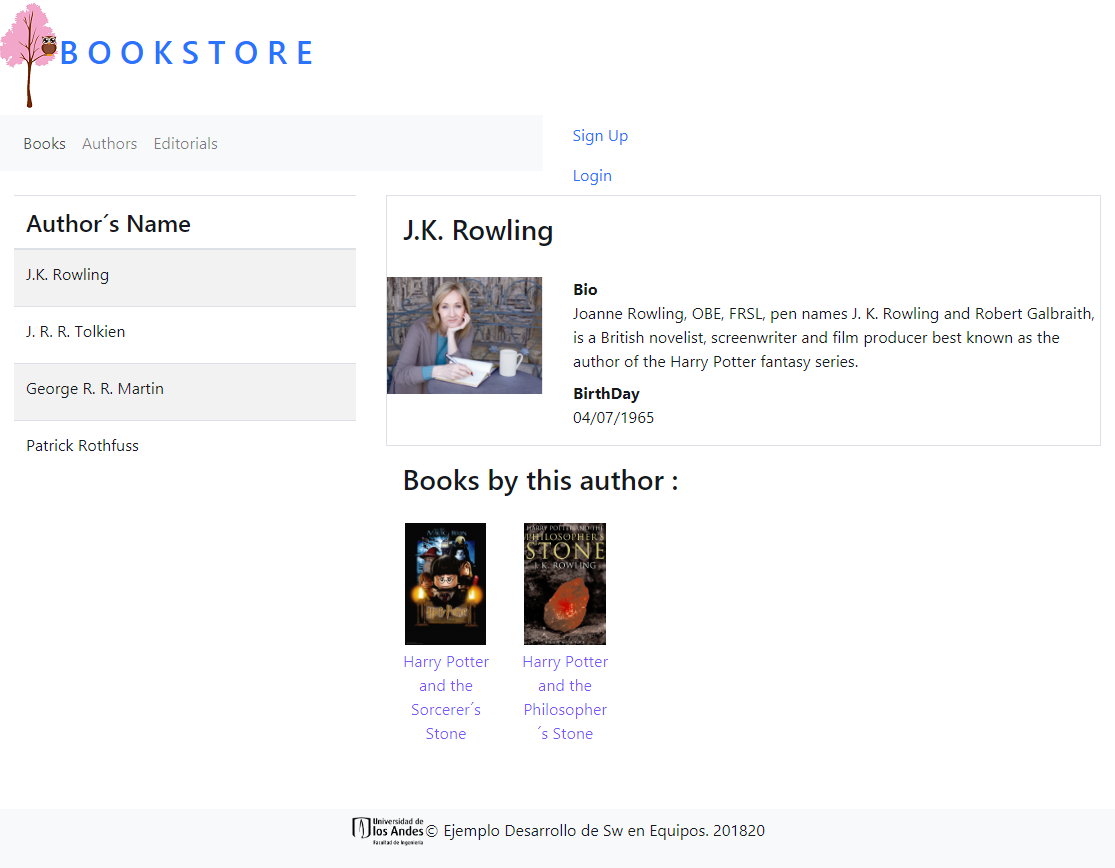 BOOKSTORE
Books Authors Editorials
Sign Up
Login
Author´s Name
J.K. Rowling
J. R. R. Tolkien
George R. R. Martin
Patrick Rothfuss
J.K. Rowling
Bio
Joanne Rowling, OBE, FRSL, pen names J. K. Rowling and Robert Galbraith,
is a British novelist, screenwriter and film producer best known as the
author of the Harry Potter fantasy series.
BirthDay
04/07/1965
Books by this author :
Harry Potter
HARRY POTTER AND THE
PHILOSOPHER'S
STONE
J. K. ROWLING
Harry Potter
and the
Sorcerer´s
Stone
Harry Potter
and the
Philosopher
´s Stone
Universidad de
los Andes
Facultad de Ingeniería
© Ejemplo Desarrollo de Sw en Equipos. 201820